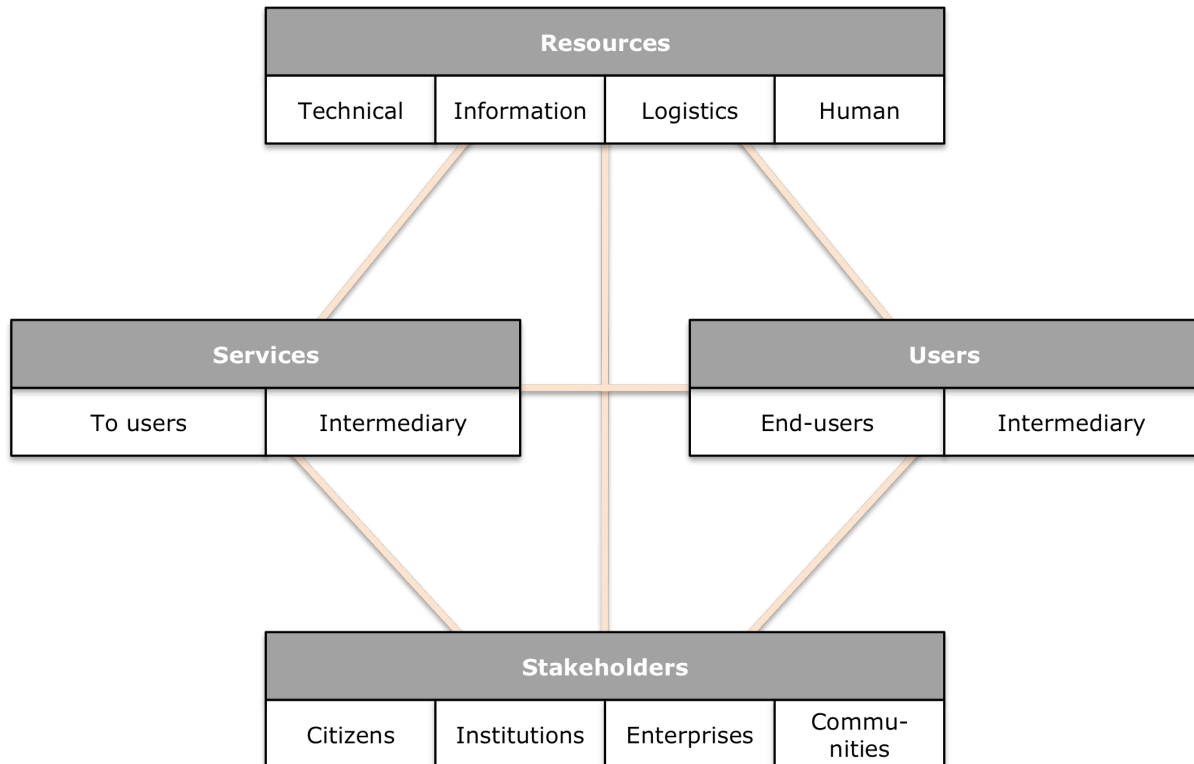 Resources
Technical
Information
Logistics
Human
Services
Users
To users
Intermediary
End-users
Intermediary
Stakeholders
Citizens
Institutions
Enterprises
Commu-
nities